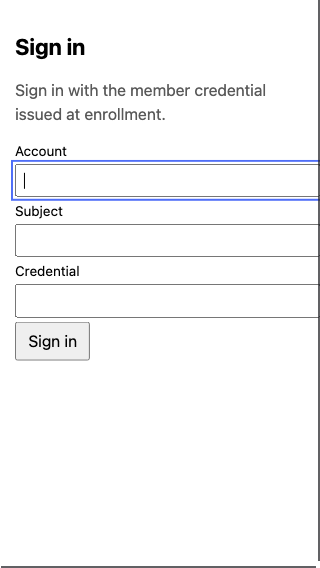 Sign in
Sign in with the member credential
issued at enrollment.
Account
Subject
Credential
Sign in